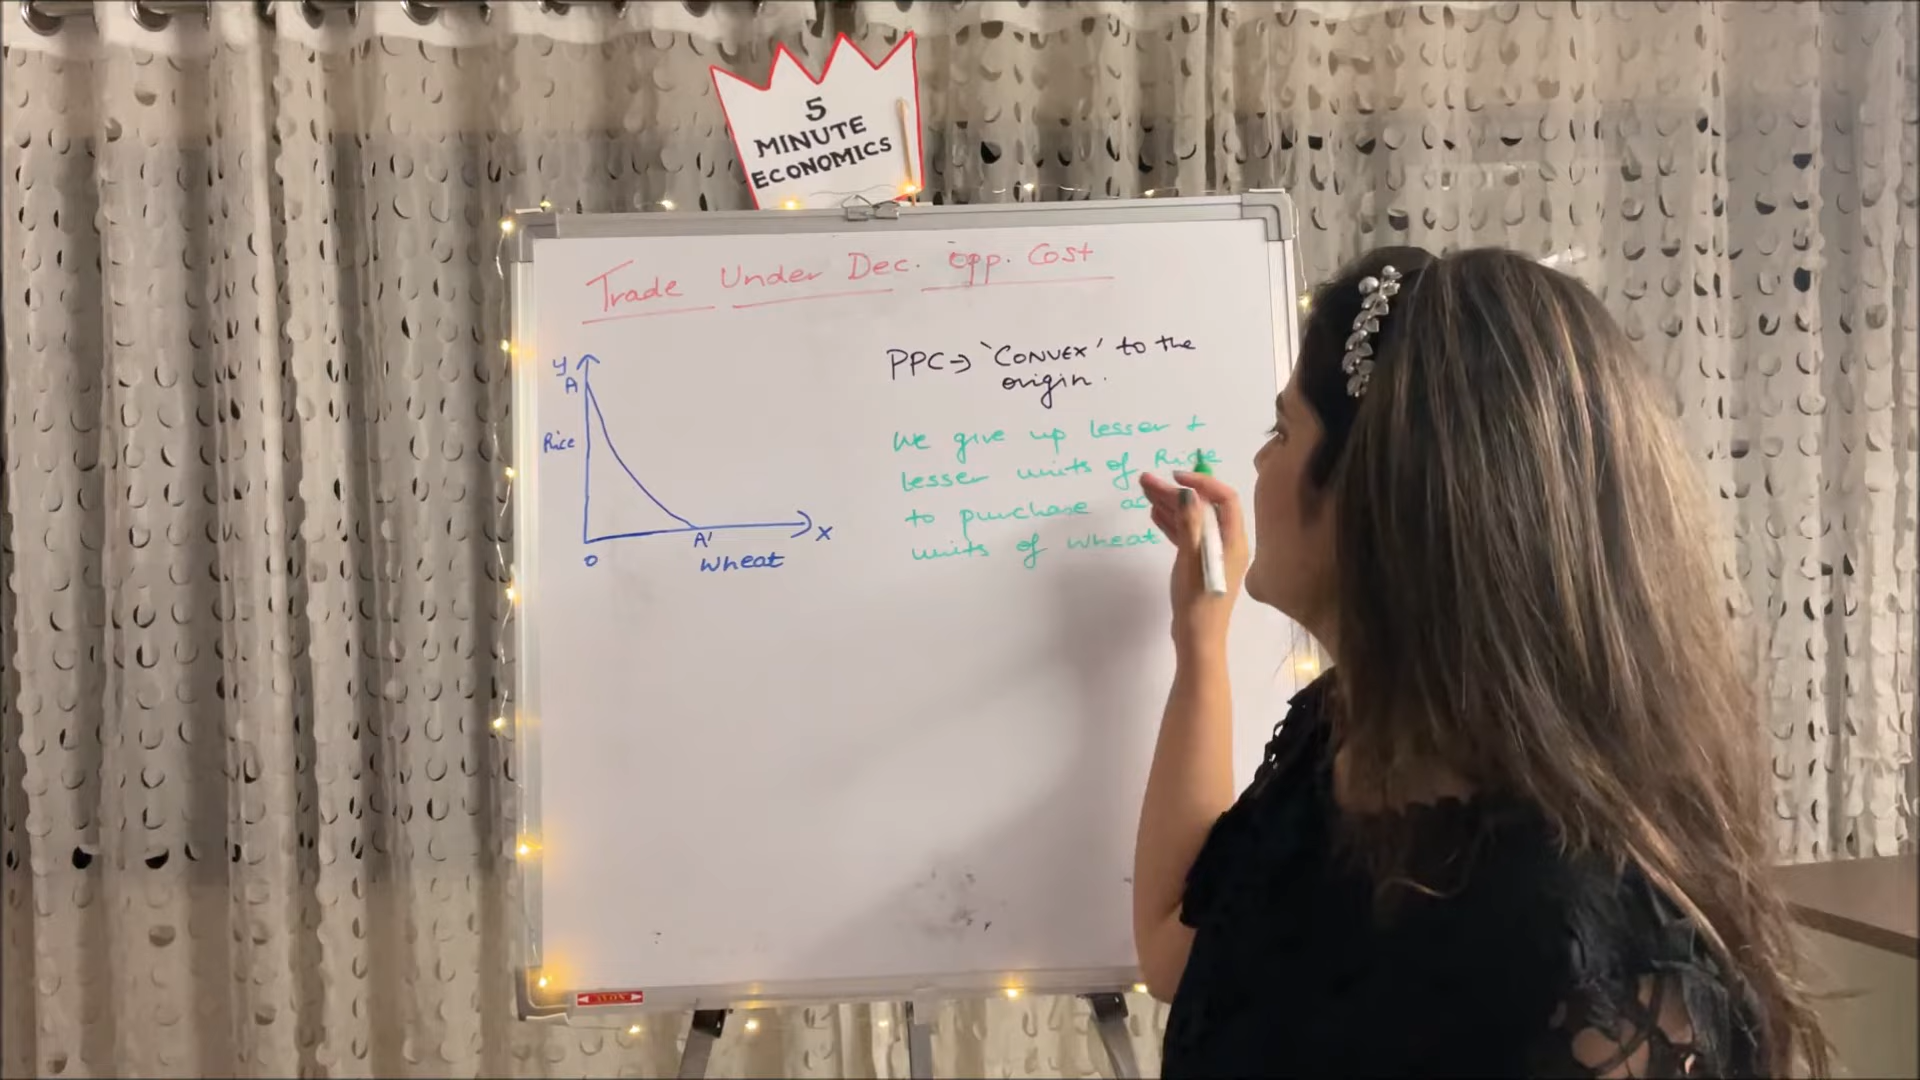 5
MINUTE
ECONOMICS
Trade Under Dec. Opp. Cost
y
A
Rice
O
A'
x
Wheat
PPC→ 'CONVEX' to the
origin.
We give up lesser +
lesser units of Rice
to purchase
units of wheat